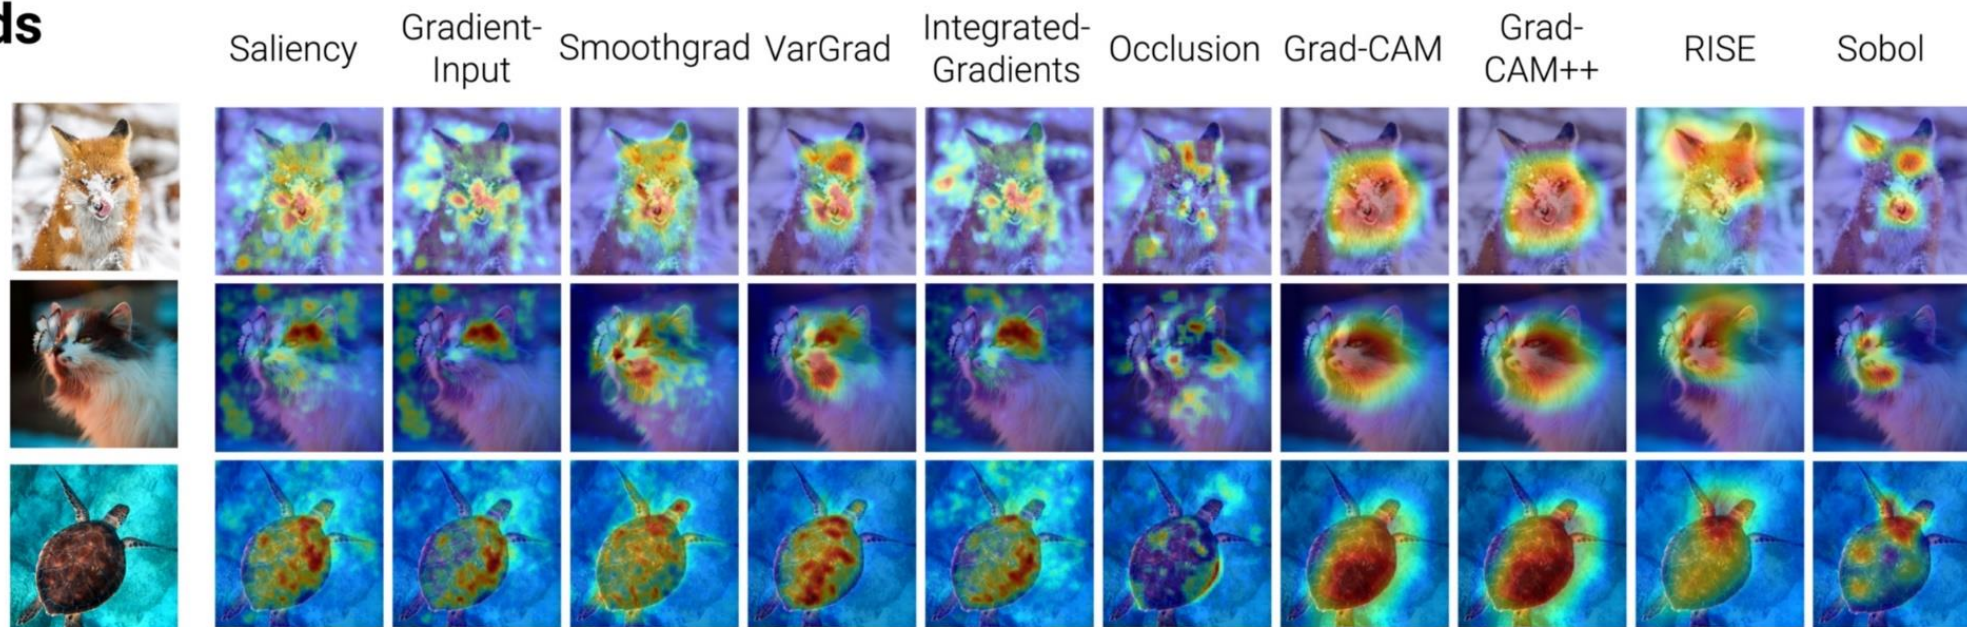 ds
Saliency
Gradient-
Input
Smoothgrad
VarGrad
Integrated-
Gradients
Occlusion
Grad-CAM
Grad-
CAM++
RISE
Sobol